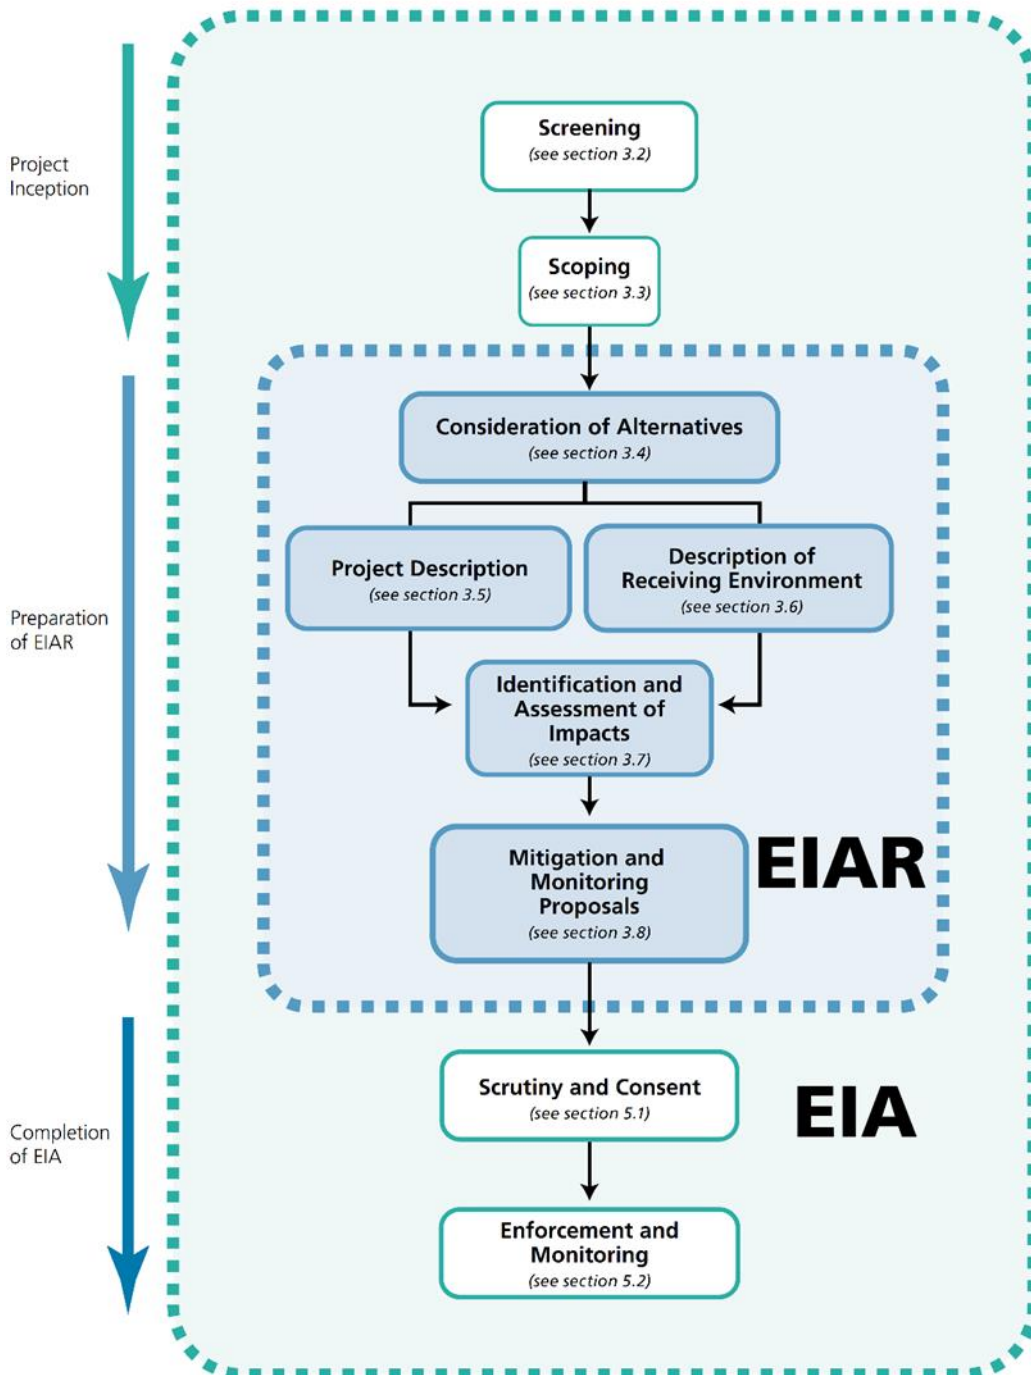 Project
Inception
Screening
(see section 3.2)
Scoping
(see section 3.3)
Consideration of Alternatives
(see section 3.4)
Project Description
(see section 3.5)
Description of
Receiving Environment
(see section 3.6)
Preparation
of EIAR
Identification and
Assessment of
Impacts
(see section 3.7)
Mitigation and
Monitoring
Proposals
(see section 3.8)
EIAR
Completion
of EIA
Scrutiny and Consent
(see section 5.1)
EIA
Enforcement and
Monitoring
(see section 5.2)